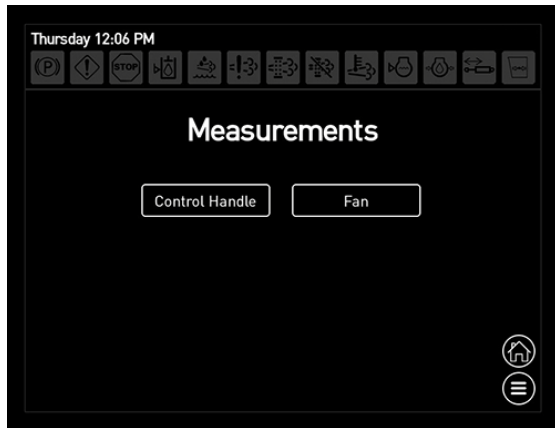 Thursday 12:06 PM
P
STOP
Measurements
Control Handle Fan